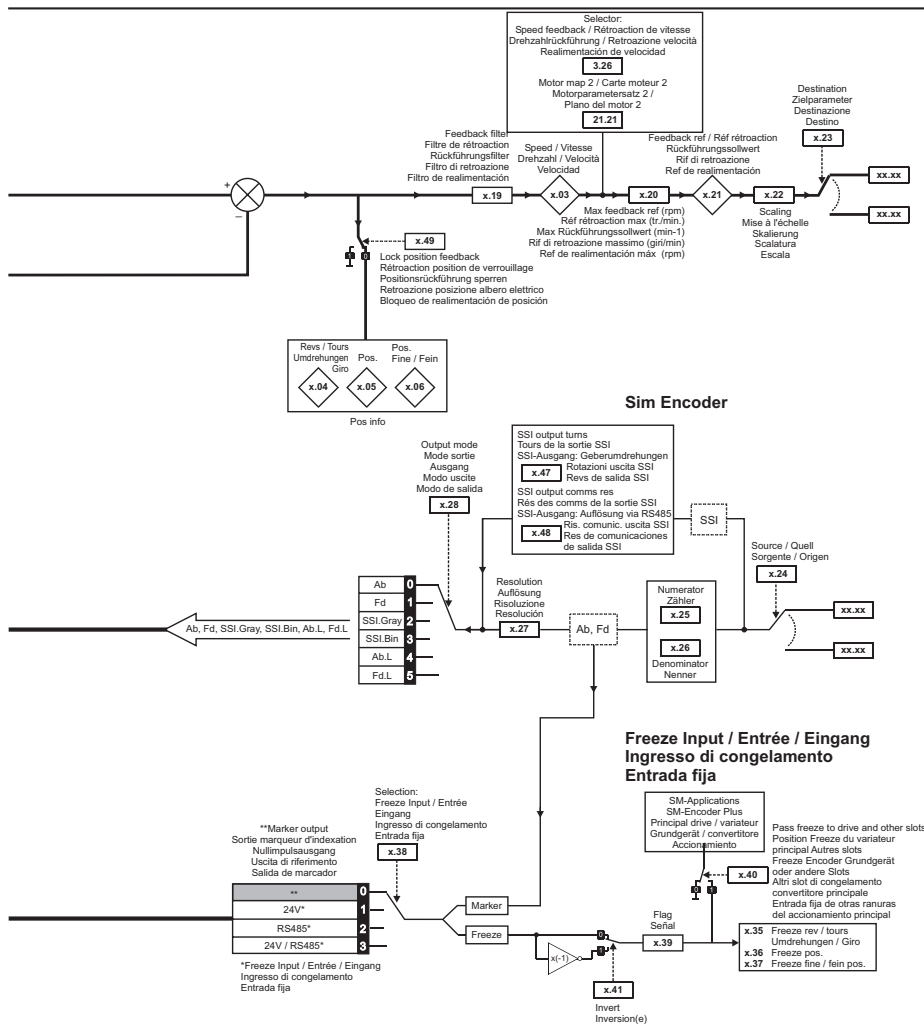 Selector:
Speed feedback / Rétroaction de vitesse
Drehzahlrückführung / Retroazione velocità
Realimentación de velocidad
3.26
Motor map 2 / Carte moteur 2
Motorparametersatz 2 /
Plano del motor 2
21.21
Destination
Zielparameter
Destinazione
Destino
x.23
Feedback filter
Filtre de rétroaction
Rückführungsfilter
Filtro di retroazione
Filtro de realimentación
Speed / Vitesse
Drehzahl / Velocità
Velocidad
Feedback ref / Réf rétroaction
Rückführungssollwert
Rif di retroazione
Ref de realimentación
+
–
x.19
x.03
x.20
x.21
x.22
xx.xx
xx.xx
Max feedback ref (rpm)
Réf rétroaction max (tr./min.)
Max Rückführungssollwert (min-1)
Rif di retroazione massimo (giri/min)
Ref de realimentación máx (rpm)
Scaling
Mise à l'échelle
Skalierung
Scalatura
Escala
x.49
1 0
Lock position feedback
Rétroaction position de verrouillage
Positionsrückführung sperren
Retroazione posizione albero elettrico
Bloqueo de realimentación de posición
Revs / Tours
Umdrehungen
Giro
Pos.
Pos.
Fine / Fein
x.04
x.05
x.06
Pos info
Sim Encoder
Output mode
Mode sortie
Ausgang
Modo uscite
Modo de salida
x.28
SSI output turns
Tours de la sortie SSI
SSI-Ausgang: Geberumdrehungen
x.47
Rotazioni uscita SSI
Revs de salida SSI
SSI output comms res
Rés des comms de la sortie SSI
SSI-Ausgang: Auflösung via RS485
x.48
Ris. comunic. uscita SSI
Res de comunicaciones
de salida SSI
SSI
Source / Quell
Sorgente / Origen
x.24
xx.xx
xx.xx
Ab, Fd, SSI.Gray, SSI.Bin, Ab.L, Fd.L
Ab 0
Fd 1
SSI.Gray 2
SSI.Bin 3
Ab.L 4
Fd.L 5
Resolution
Auflösung
Risoluzione
Resolución
x.27
Ab, Fd
Numerator
Zähler
x.25
x.26
Denominator
Nenner
Freeze Input / Entrée / Eingang
Ingresso di congelamento
Entrada fija
Selection:
Freeze Input / Entrée
Eingang
Ingresso di congelamento
Entrada fija
x.38
**Marker output
Sortie marqueur d'indexation
Nullimpulsausgang
Uscita di riferimento
Salida de marcador
** 0
24V* 1
RS485* 2
24V / RS485* 3
*Freeze Input / Entrée / Eingang
Ingresso di congelamento
Entrada fija
Marker
Freeze
x(-1)
0
1
x.41
Invert
Inversion(e)
Flag
Señal
x.39
SM-Applications
SM-Encoder Plus
Principal drive / variateur
Grundgerät / convertitore
Accionamiento
0 1
x.40
Pass freeze to drive and other slots
Position Freeze du variateur
principal Autres slots
Freeze Encoder Grundgerät
oder andere Slots
Altri slot di congelamento
convertitore principale
Entrada fija de otras ranuras
del accionamiento principal
x.35 Freeze rev / tours
Umdrehungen / Giro
x.36 Freeze pos.
x.37 Freeze fine / fein pos.